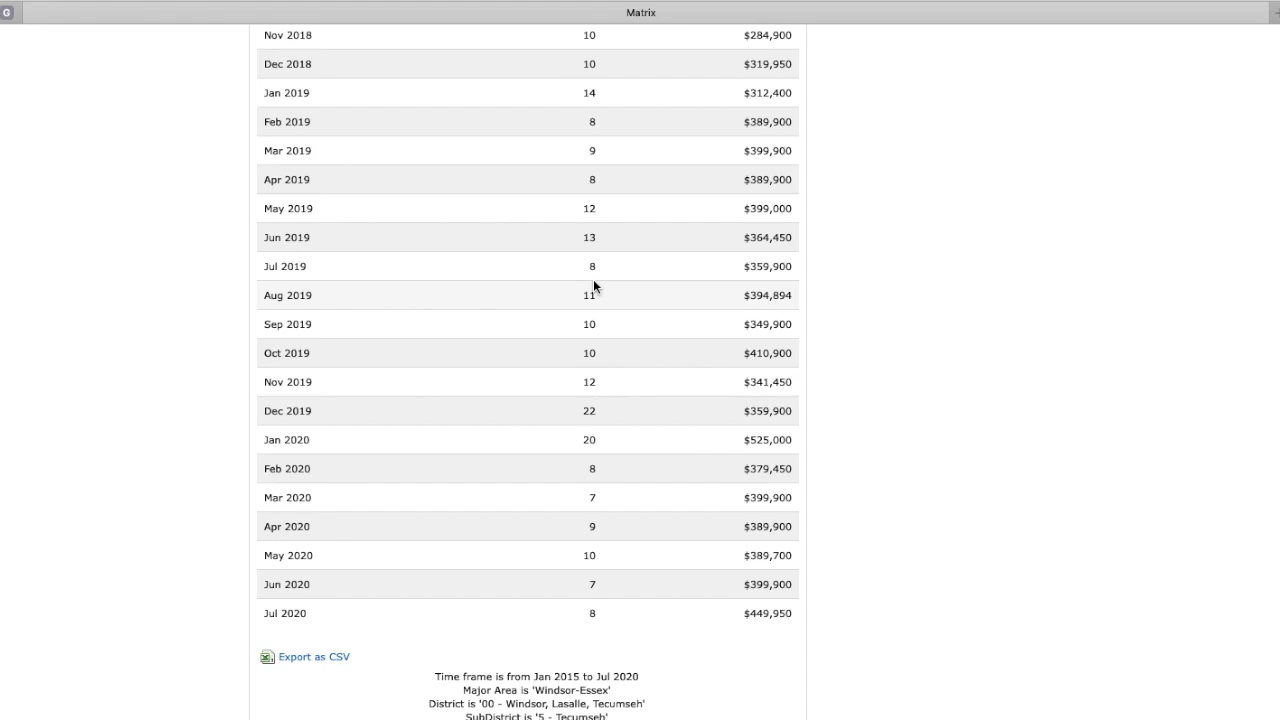 G
Matrix
Nov 2018 10 $284,900
Dec 2018 10 $319,950
Jan 2019 14 $312,400
Feb 2019 8 $389,900
Mar 2019 9 $399,900
Apr 2019 8 $389,900
May 2019 12 $399,000
Jun 2019 13 $364,450
Jul 2019 8 $359,900
Aug 2019 11 $394,894
Sep 2019 10 $349,900
Oct 2019 10 $410,900
Nov 2019 12 $341,450
Dec 2019 22 $359,900
Jan 2020 20 $525,000
Feb 2020 8 $379,450
Mar 2020 7 $399,900
Apr 2020 9 $389,900
May 2020 10 $389,700
Jun 2020 7 $399,900
Jul 2020 8 $449,950
Export as CSV
Time frame is from Jan 2015 to Jul 2020
Major Area is 'Windsor-Essex'
District is '00 - Windsor, Lasalle, Tecumseh'
SubDistrict is '5 - Tecumseh'